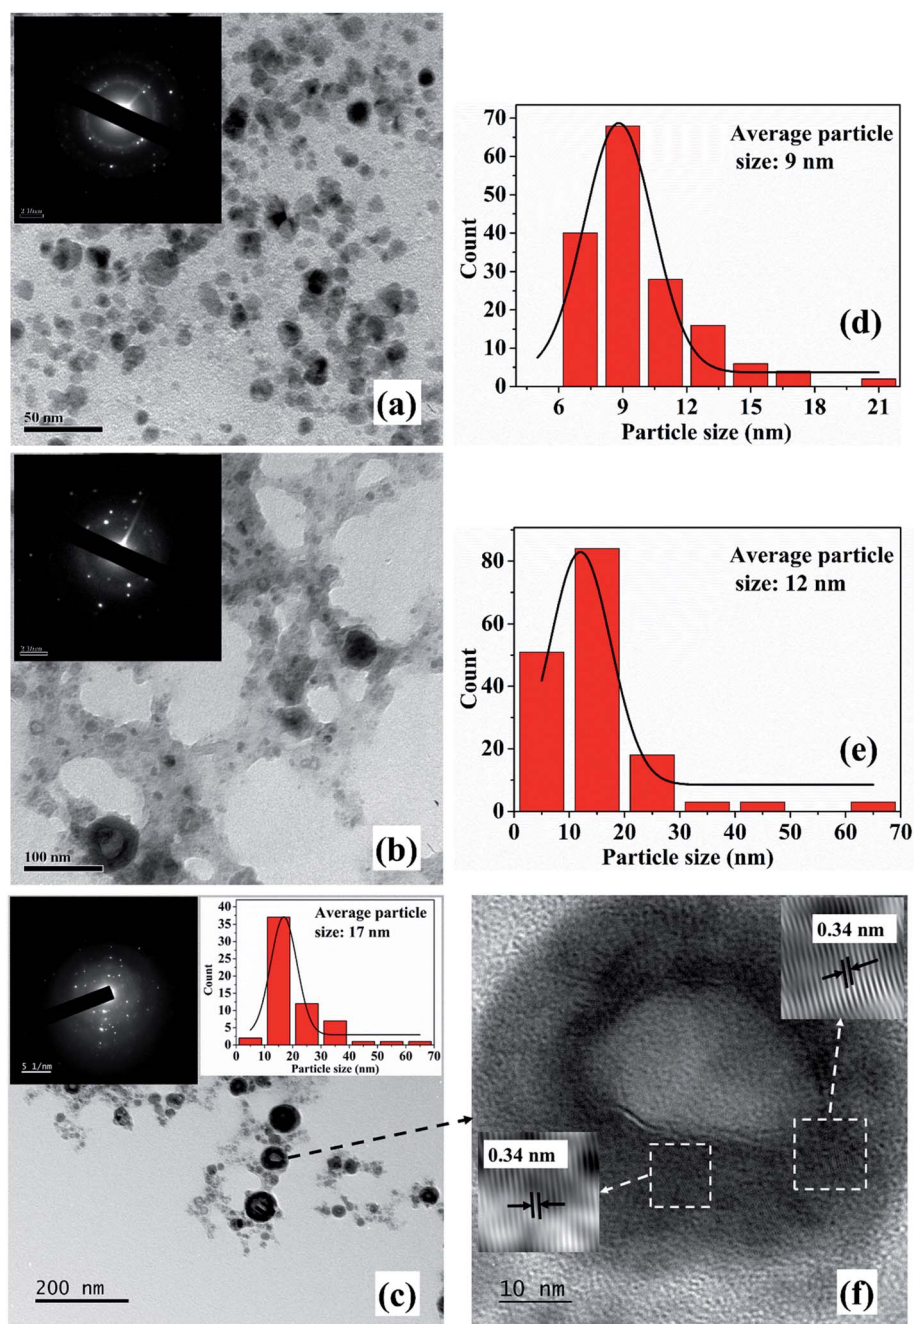 (a)
50 nm
70
60
50
40
30
20
10
0
Count
Average particle
size: 9 nm
(d)
6 9 12 15 18 21
Particle size (nm)
(b)
100 nm
80
60
40
20
0
Count
Average particle
size: 12 nm
(e)
0 10 20 30 40 50 60 70
Particle size (nm)
5 1/nm
40
35
30
25
20
15
10
5
0
Count
Average particle
size: 17 nm
0 10 20 30 40 50 60 70
Particle size (nm)
200 nm
(c)
0.34 nm
0.34 nm
10 nm
(f)